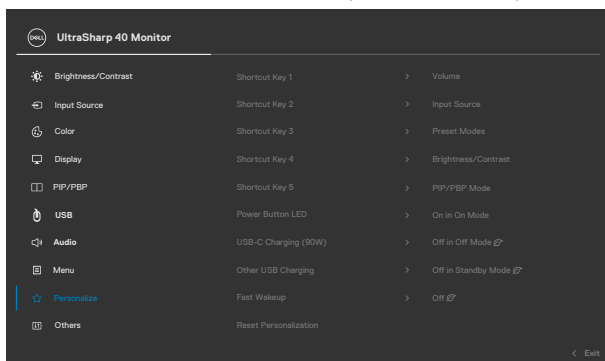 DELL UltraSharp 40 Monitor
Brightness/Contrast Shortcut Key 1 > Volume
Input Source Shortcut Key 2 > Input Source
Color Shortcut Key 3 > Preset Modes
Display Shortcut Key 4 > Brightness/Contrast
PIP/PBP Shortcut Key 5 > PIP/PBP Mode
USB Power Button LED > On in On Mode
Audio USB-C Charging (90W) > Off in Off Mode
Menu Other USB Charging > Off in Standby Mode
Personalize Fast Wakeup > Off
Others Reset Personalization
< Exit